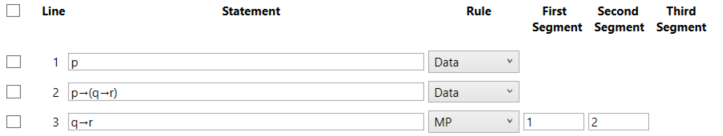 Line Statement Rule First Segment Second Segment Third Segment
1 p Data
2 p→(q→r) Data
3 q→r MP 1 2